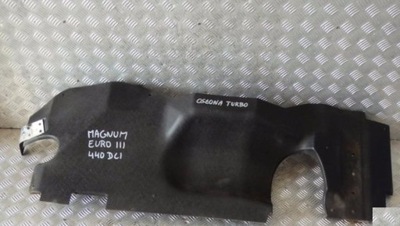 MAGNUM
EURO III
440 DCI
OSŁONA TURBO